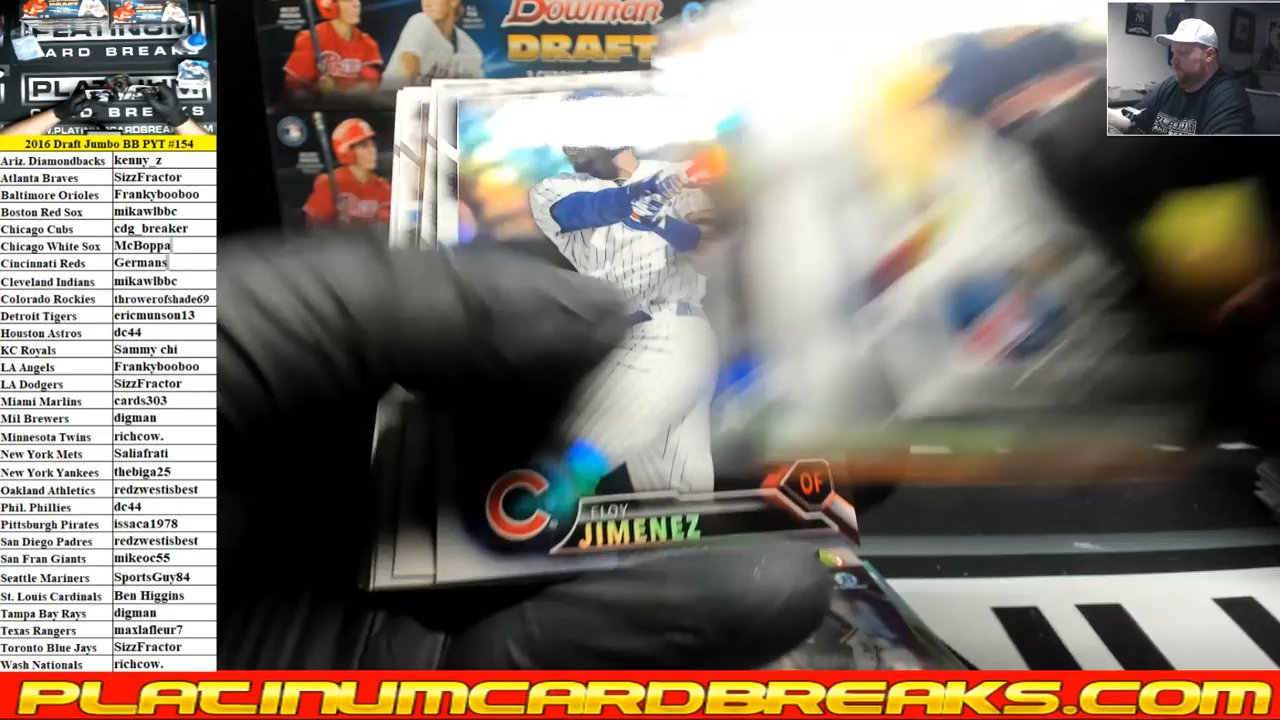 Bowman
DRAFT
PLATINUM
CARD BREAKS
2016 Draft Jumbo BB PYT #154
Ariz. Diamondbacks kenny_z
Atlanta Braves SizzFractor
Baltimore Orioles Frankybooboo
Boston Red Sox mikawlbbc
Chicago Cubs cdg_breaker
Chicago White Sox McBoppa
Cincinnati Reds Germans
Cleveland Indians mikawlbbc
Colorado Rockies throwerofshade69
Detroit Tigers ericmunson13
Houston Astros dc44
KC Royals Sammy chi
LA Angels Frankybooboo
LA Dodgers SizzFractor
Miami Marlins cards303
Mil Brewers digman
Minnesota Twins richcow.
New York Mets Saliafrati
New York Yankees thebiga25
Oakland Athletics redzwestisbest
Phil. Phillies dc44
Pittsburgh Pirates issaca1978
San Diego Padres redzwestisbest
San Fran Giants mikeoc55
Seattle Mariners SportsGuy84
St. Louis Cardinals Ben Higgins
Tampa Bay Rays digman
Texas Rangers maxlafleur7
Toronto Blue Jays SizzFractor
Wash Nationals richcow.
C
ELOY
JIMENEZ
OF
PLATINUMCARDBREAKS.COM